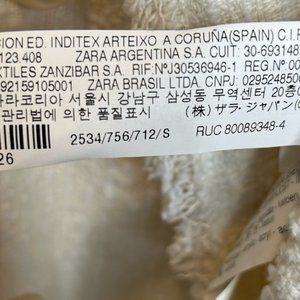 CION ED. INDITEX ARTEIXO A CORUÑA(SPAIN) C.I.F
123 408 ZARA ARGENTINA S.A. CUIT: 30-693148
TILES ZANZIBAR S.A. RIF:NºJ30536946-1 REG.Nº 00
92159105001 ZARA BRASIL LTDA. CNPJ: 02952485
라코리아 서울시 강남구 삼성동 무역센터 20층
관리법에 의한 품질표시 (株) ザラ・ジャパン
26 2534/756/712/S RUC 80089348-4